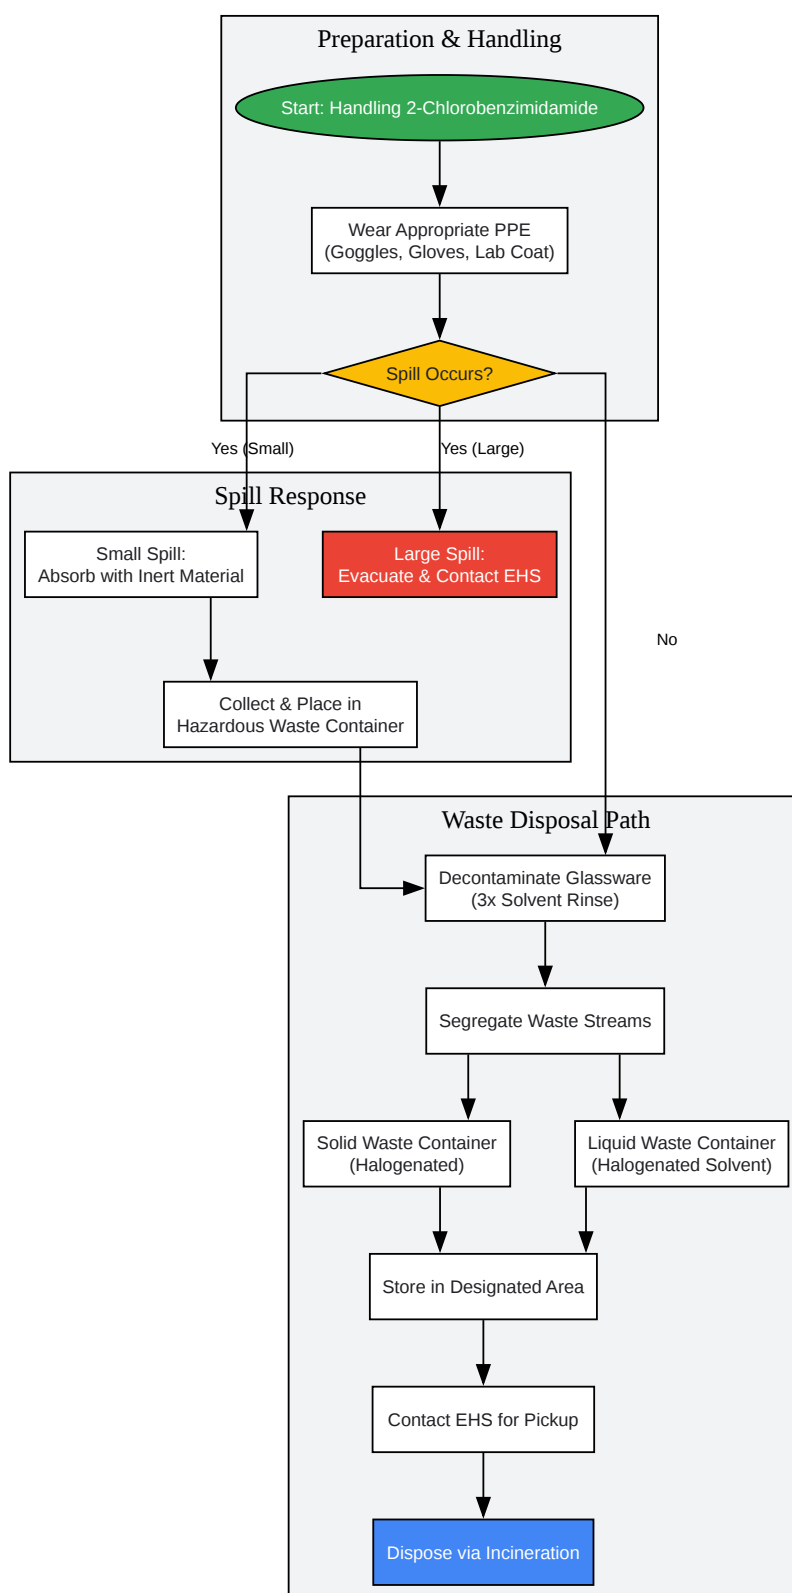 Preparation & Handling
Start: Handling 2-Chlorobenzimidamide
Wear Appropriate PPE
(Goggles, Gloves, Lab Coat)
Spill Occurs?
Yes (Small)
Yes (Large)
Spill Response
Small Spill:
Absorb with Inert Material
Large Spill:
Evacuate & Contact EHS
No
Collect & Place in
Hazardous Waste Container
Waste Disposal Path
Decontaminate Glassware
(3x Solvent Rinse)
Segregate Waste Streams
Solid Waste Container
(Halogenated)
Liquid Waste Container
(Halogenated Solvent)
Store in Designated Area
Contact EHS for Pickup
Dispose via Incineration